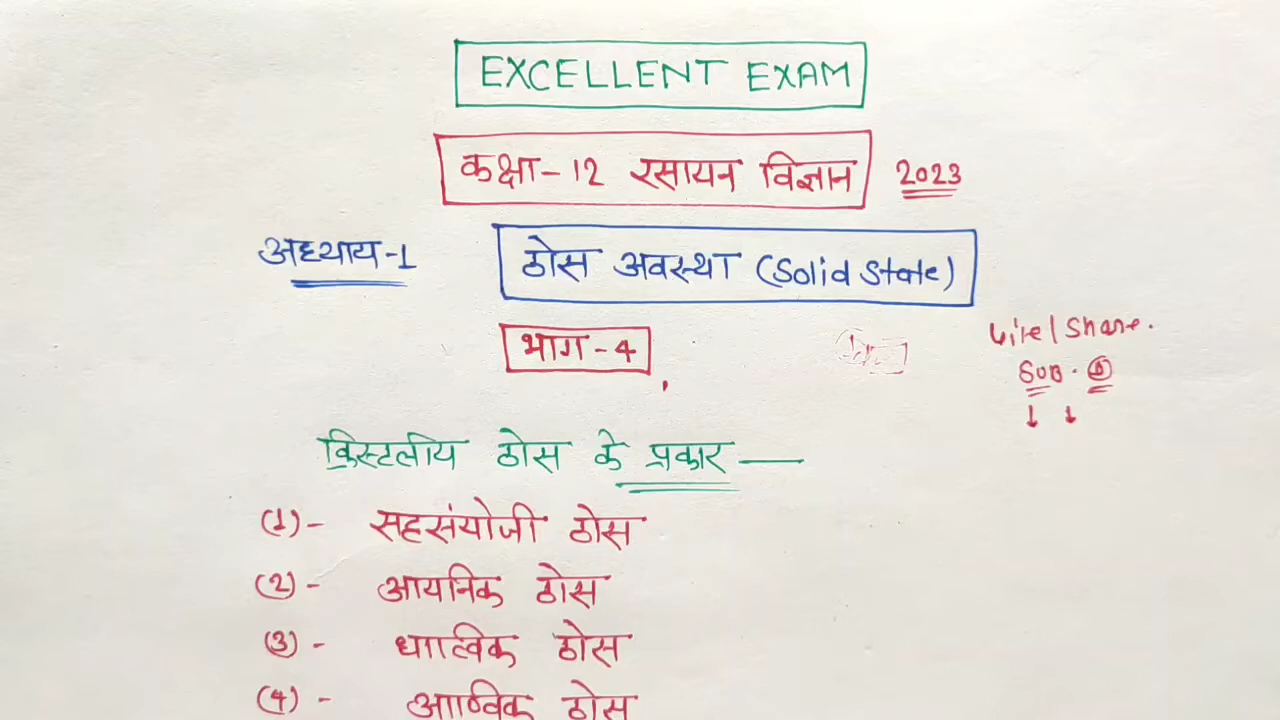 EXCELLENT EXAM
कक्षा-12 रसायन विज्ञान 2023
अध्याय-1 ठोस अवस्था (Solid State)
भाग-4
Like/Share.
Sub.
क्रिस्टलीय ठोस के प्रकार —
(1)- सहसंयोजी ठोस
(2)- आयनिक ठोस
(3)- धात्विक ठोस
(4)- आण्विक ठोस